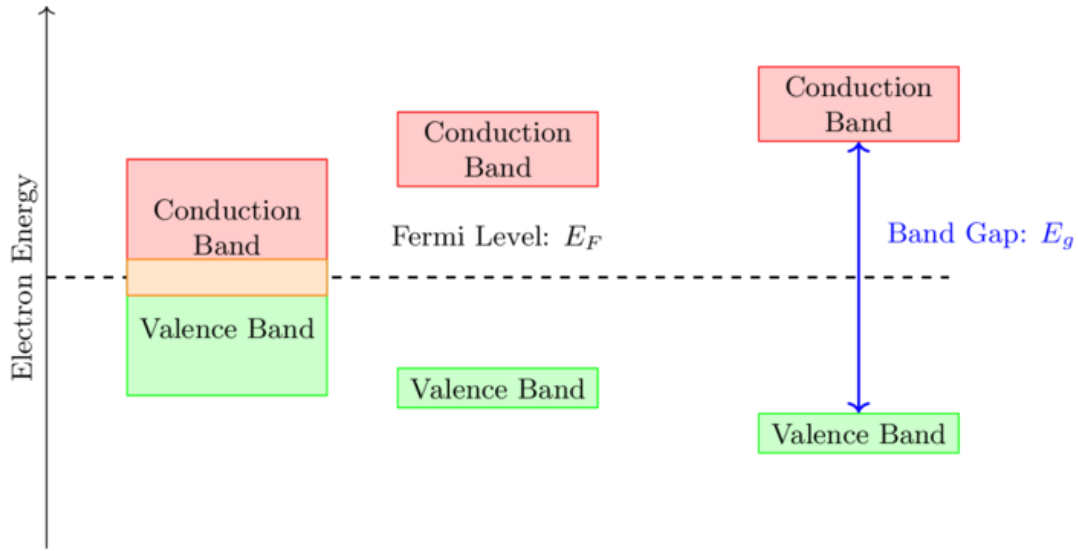 Electron Energy
Conduction
Band
Valence Band
Conduction
Band
Fermi Level: E_F
Valence Band
Conduction
Band
Band Gap: E_g
Valence Band